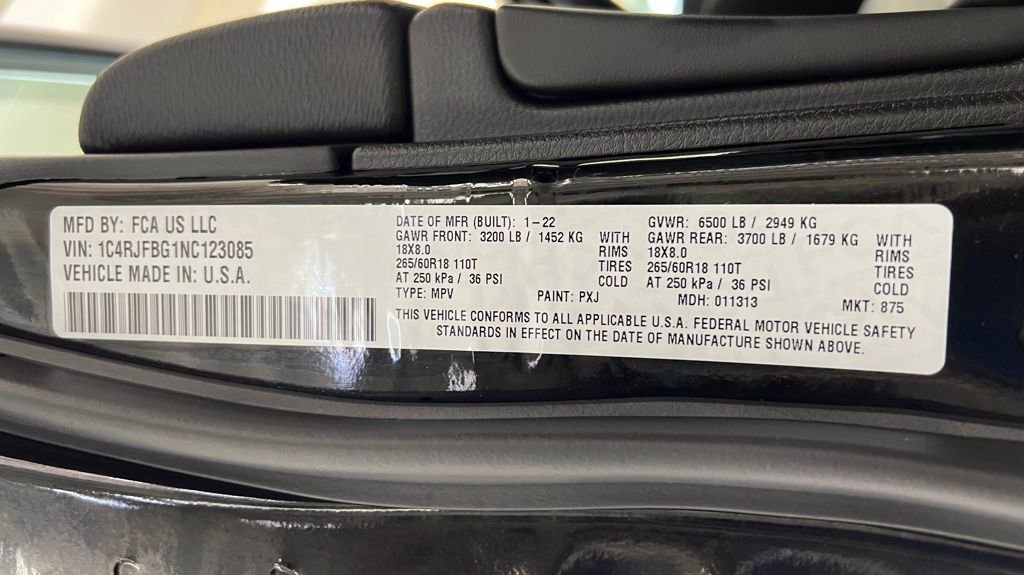 MFD BY: FCA US LLC
VIN: 1C4RJFBG1NC123085
VEHICLE MADE IN: U.S.A.
DATE OF MFR (BUILT): 1-22
GAWR FRONT: 3200 LB / 1452 KG WITH
18X8.0 RIMS
265/60R18 110T TIRES
AT 250 kPa / 36 PSI COLD
TYPE: MPV PAINT: PXJ
GVWR: 6500 LB / 2949 KG
GAWR REAR: 3700 LB / 1679 KG WITH
18X8.0 RIMS
265/60R18 110T TIRES
AT 250 kPa / 36 PSI COLD
MDH: 011313 MKT: 875
THIS VEHICLE CONFORMS TO ALL APPLICABLE U.S.A. FEDERAL MOTOR VEHICLE SAFETY
STANDARDS IN EFFECT ON THE DATE OF MANUFACTURE SHOWN ABOVE.